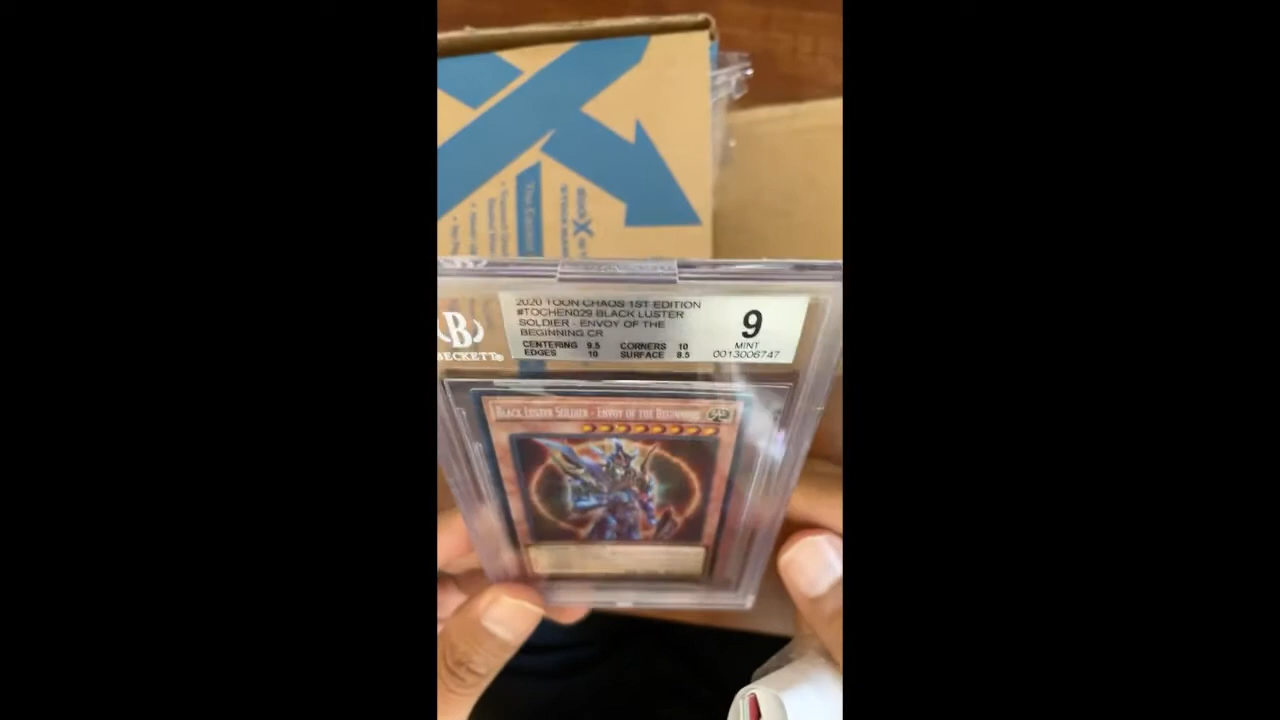 2020 TOON CHAOS 1ST EDITION
#TOCHEN029 BLACK LUSTER
SOLDIER - ENVOY OF THE
BEGINNING CR
CENTERING 9.5 CORNERS 10
EDGES 10 SURFACE 8.5
9
MINT
0013006747
B
BECKETT
BLACK LUSTER SOLDIER - ENVOY OF THE BEGINNING